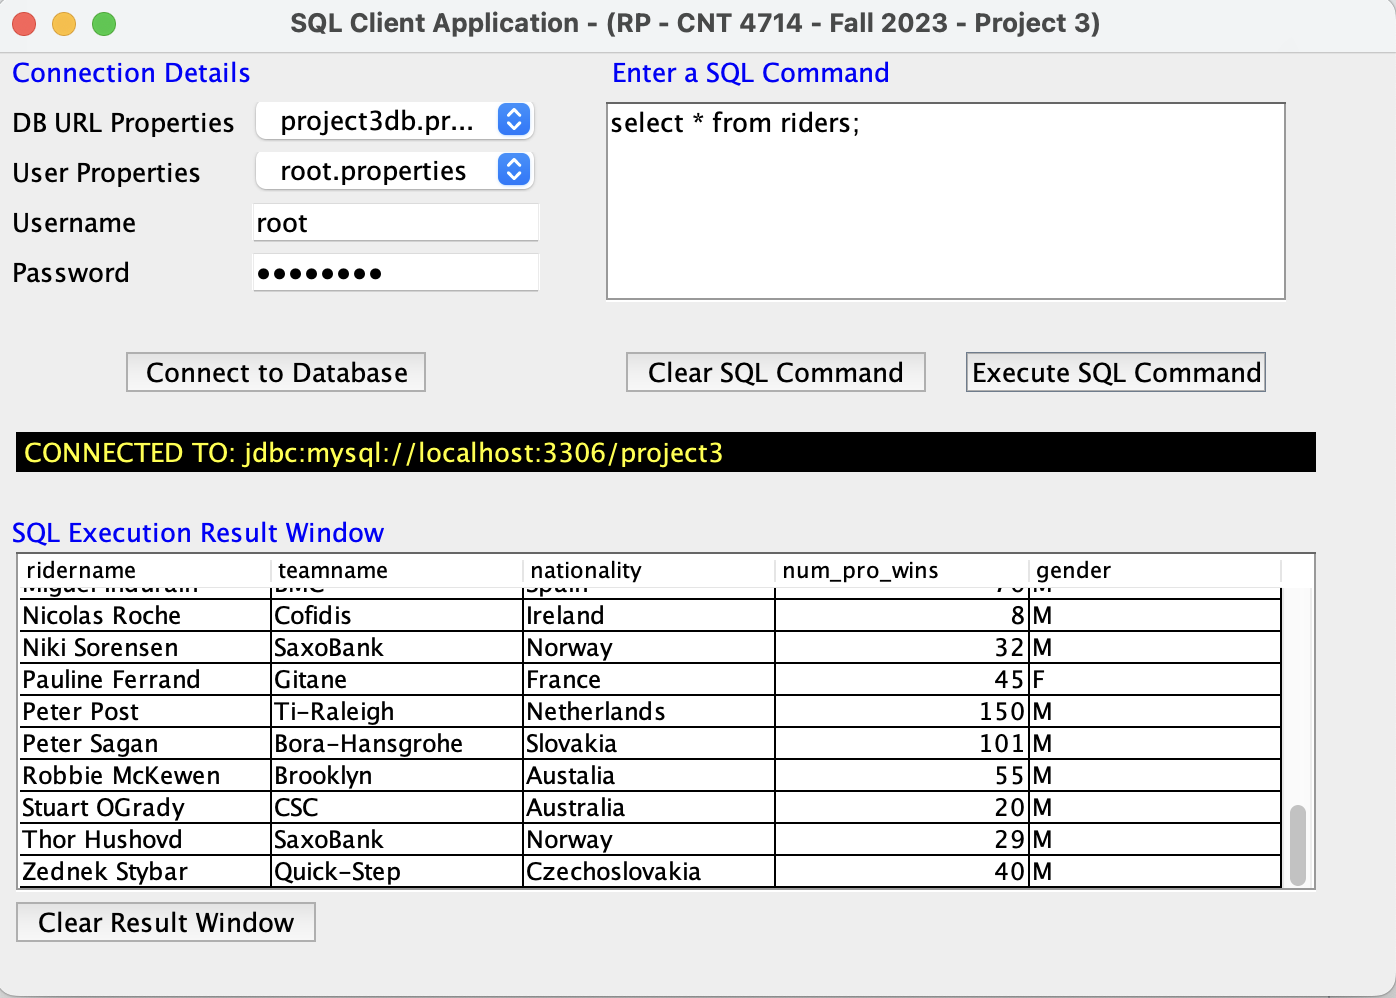 SQL Client Application - (RP - CNT 4714 - Fall 2023 - Project 3)
Connection Details
DB URL Properties project3db.pr...
User Properties root.properties
Username root
Password ••••••••
Enter a SQL Command
select * from riders;
Connect to Database Clear SQL Command Execute SQL Command
CONNECTED TO: jdbc:mysql://localhost:3306/project3
SQL Execution Result Window
ridername teamname nationality num_pro_wins gender
Miguel Indurain BMC Spain M
Nicolas Roche Cofidis Ireland 8 M
Niki Sorensen SaxoBank Norway 32 M
Pauline Ferrand Gitane France 45 F
Peter Post Ti-Raleigh Netherlands 150 M
Peter Sagan Bora-Hansgrohe Slovakia 101 M
Robbie McKewen Brooklyn Austalia 55 M
Stuart OGrady CSC Australia 20 M
Thor Hushovd SaxoBank Norway 29 M
Zednek Stybar Quick-Step Czechoslovakia 40 M
Clear Result Window